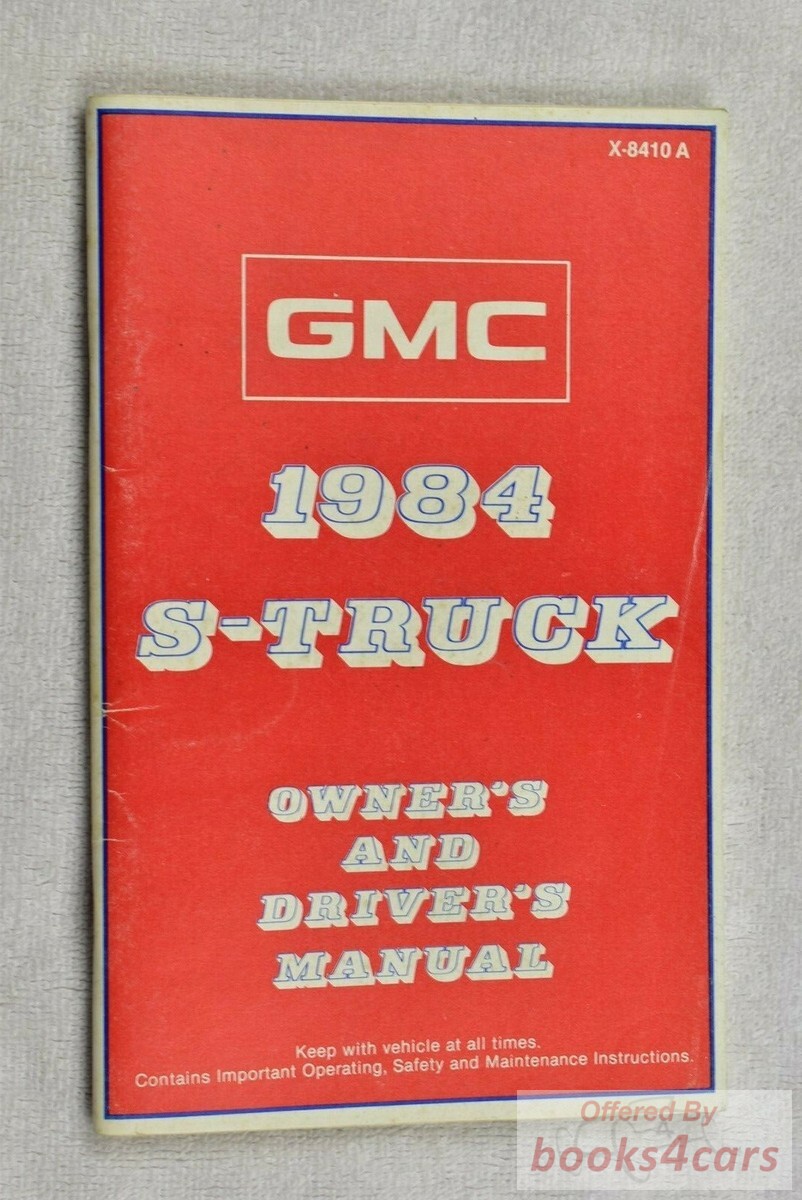 X-8410 A
GMC
1984
S-TRUCK
OWNER'S
AND
DRIVER'S
MANUAL
Keep with vehicle at all times.
Contains Important Operating, Safety and Maintenance Instructions.
Offered By
books4cars